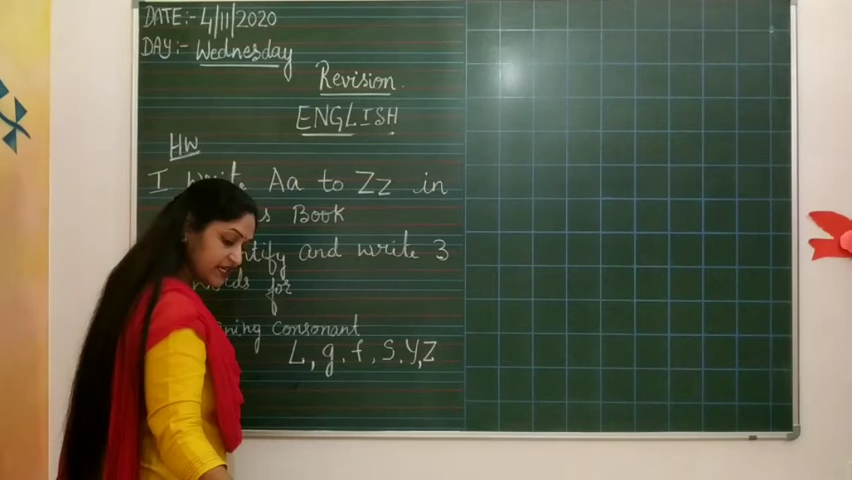 DATE:- 4/11/2020
DAY:- Wednesday
Revision.
ENGLISH
HW
I Write Aa to Zz in
Book
and write 3
for
consonant
L, g, f, S, Y, Z